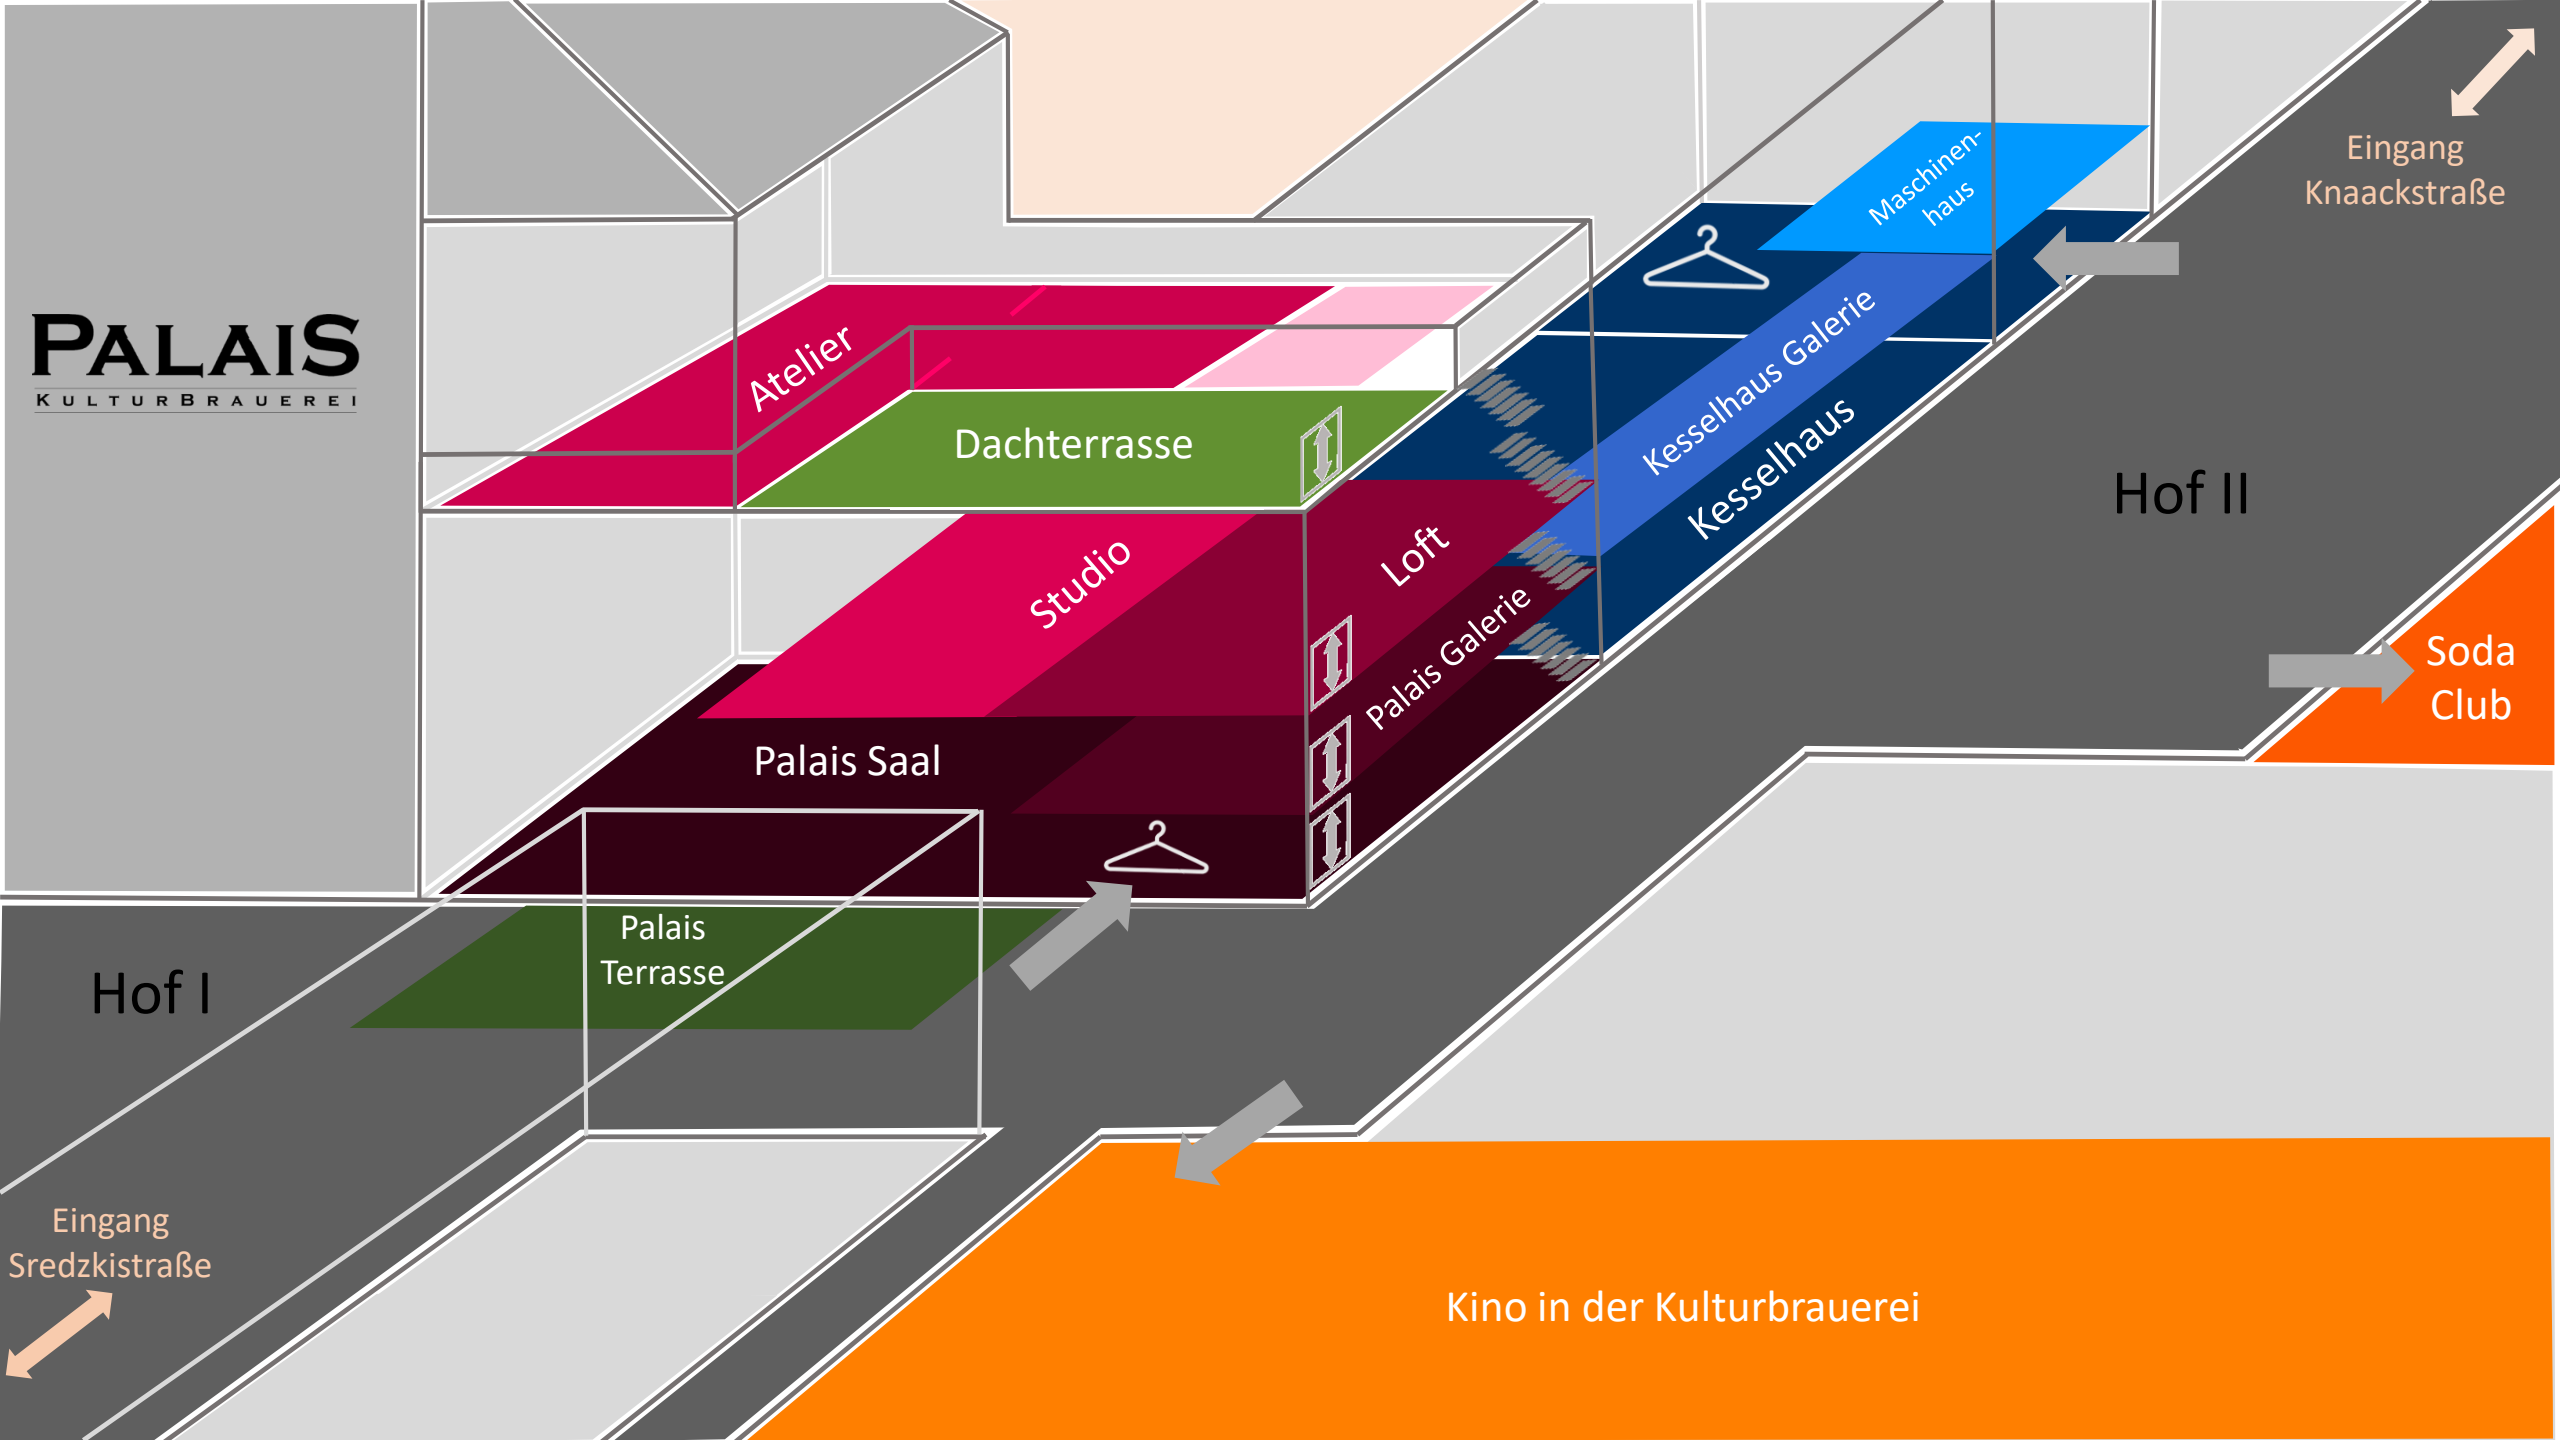 PALAIS
KULTURBRAUEREI
Eingang
Knaackstraße
Maschinen-
haus
Atelier
Kesselhaus Galerie
Dachterrasse
Kesselhaus
Hof II
Studio
Loft
Palais Galerie
Soda
Club
Palais Saal
Palais
Terrasse
Hof I
Eingang
Sredzkistraße
Kino in der Kulturbrauerei